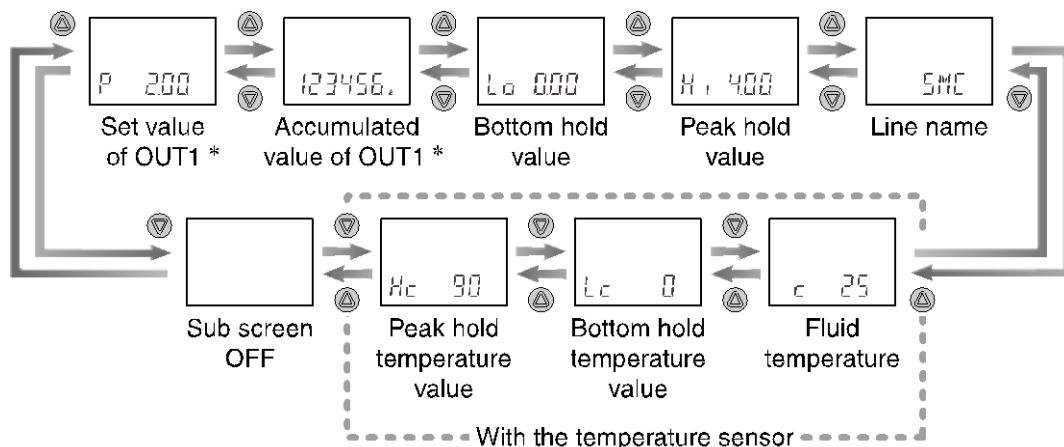 P 2.00
123456.
Lo 0.00
Hi 4.00
SMC
Set value
of OUT1 *
Accumulated
value of OUT1 *
Bottom hold
value
Peak hold
value
Line name
Hc 90
Lc 0
c 25
Sub screen
OFF
Peak hold
temperature
value
Bottom hold
temperature
value
Fluid
temperature
With the temperature sensor